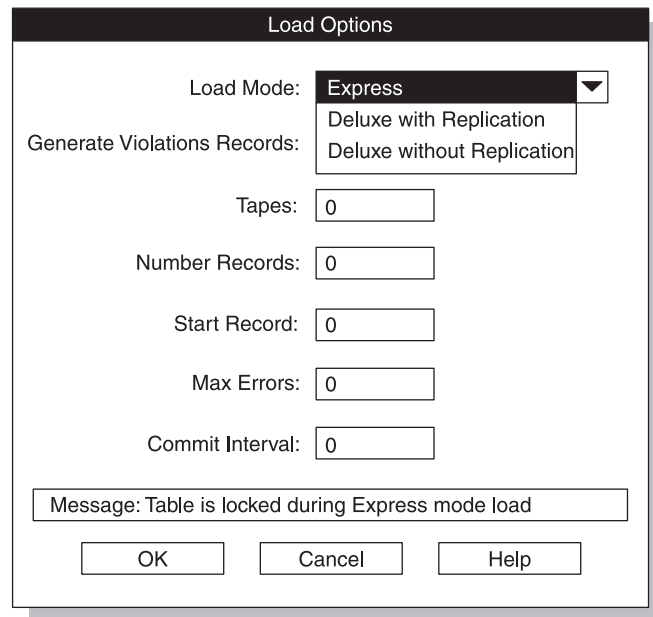 Load Options
Load Mode: Express
Deluxe with Replication
Generate Violations Records:
Deluxe without Replication
Tapes: 0
Number Records: 0
Start Record: 0
Max Errors: 0
Commit Interval: 0
Message: Table is locked during Express mode load
OK Cancel Help